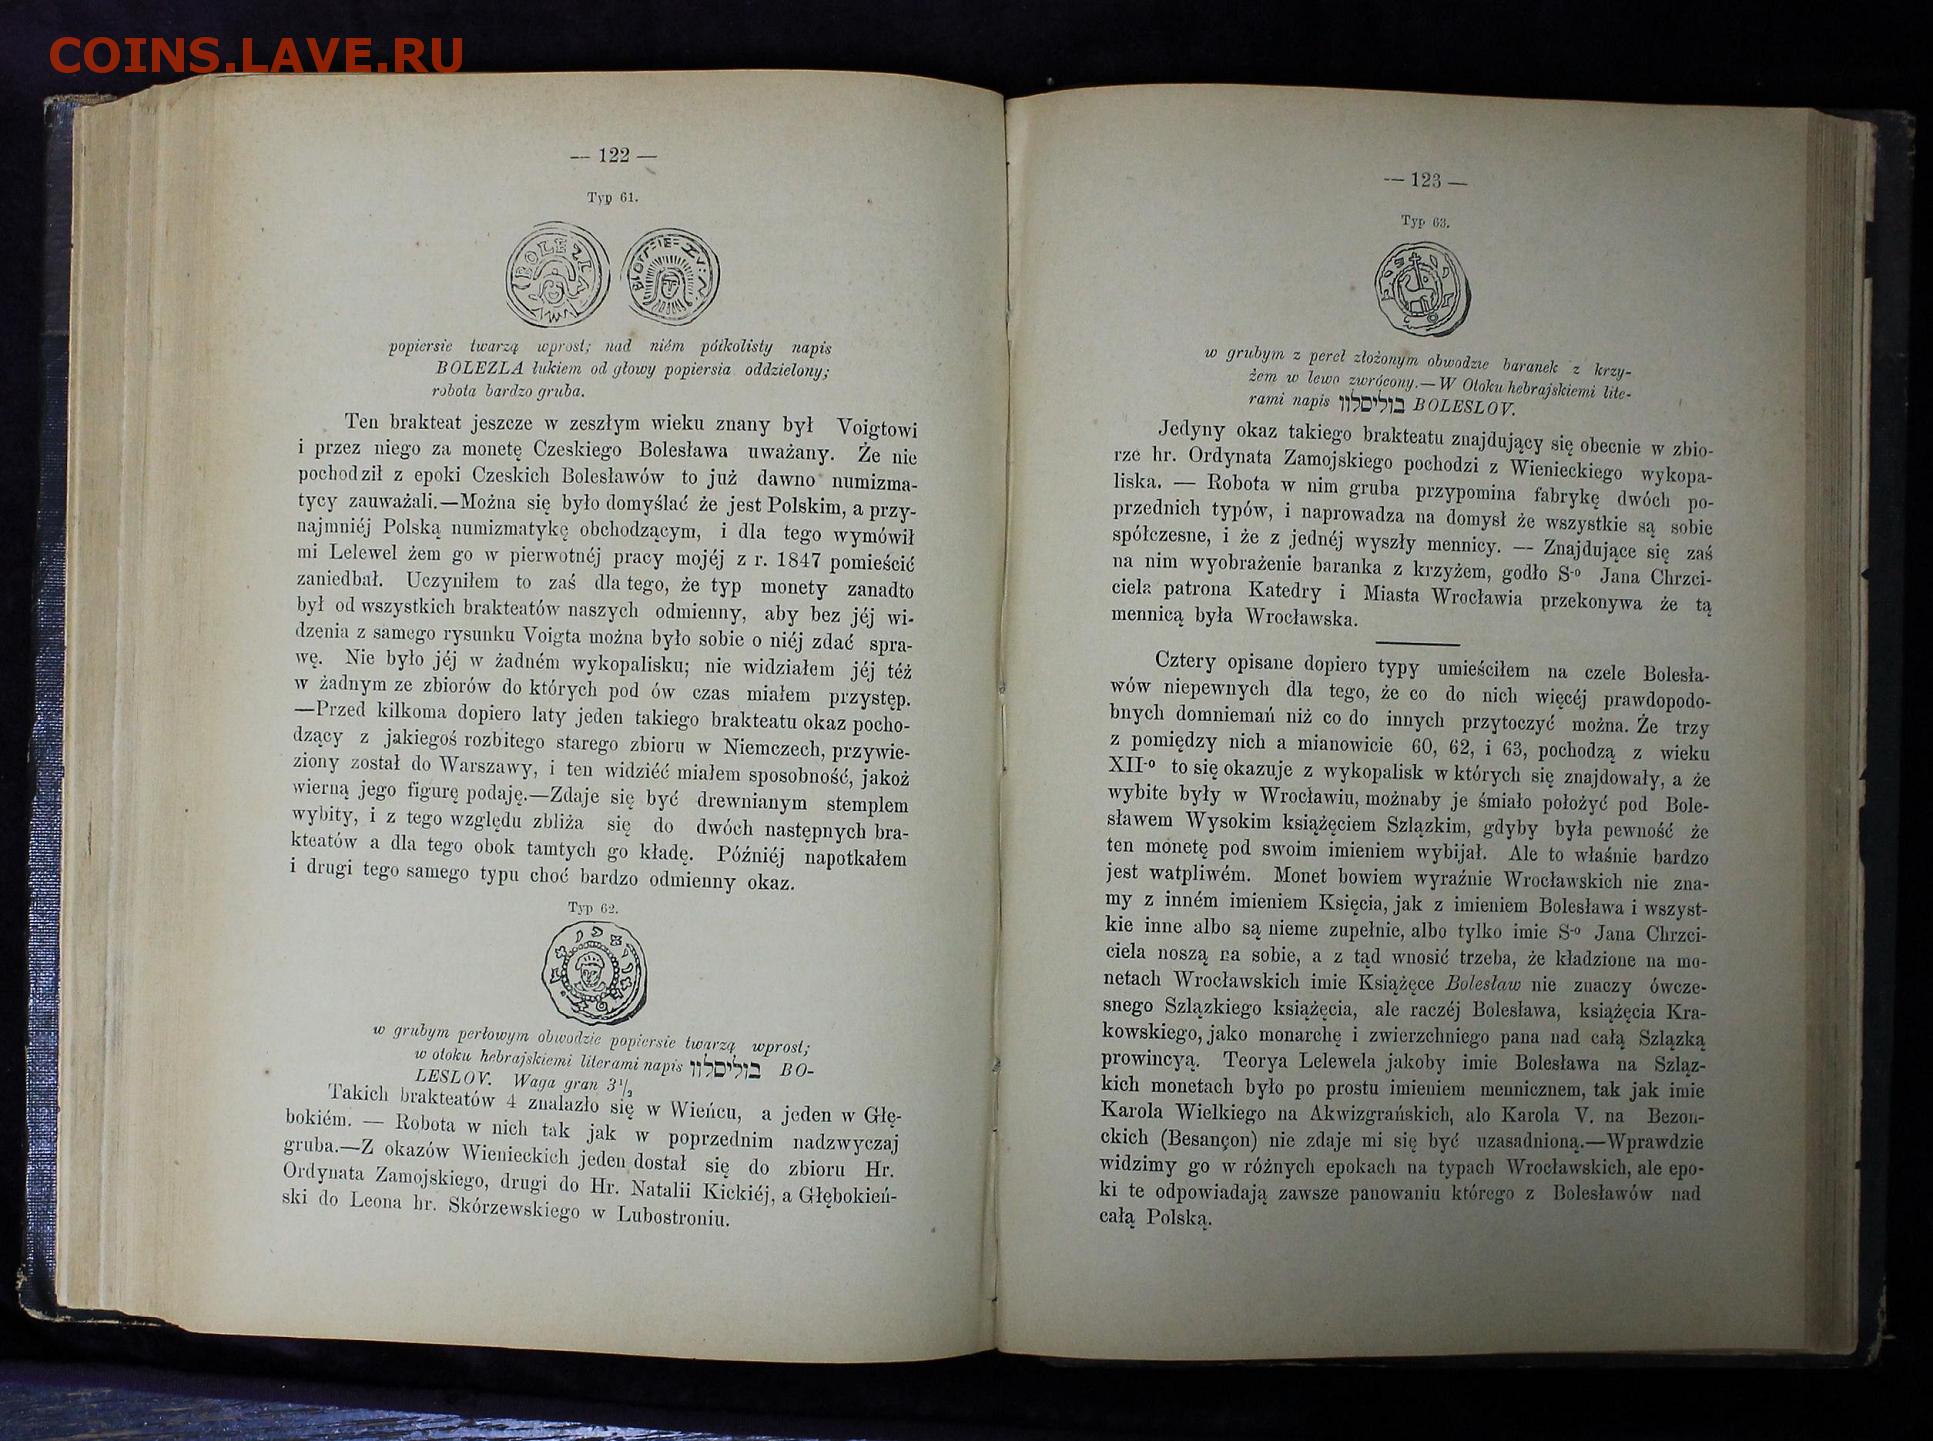 COINS.LAVE.RU
— 122 —
Typ 61.
BOLEZLA
popiersie twarzą wprost; nad niém półkolisty napis
BOLEZLA łukiem od głowy popiersia oddzielony;
robota bardzo gruba.
Ten brakteat jeszcze w zeszłym wieku znany był Voigtowi
i przez niego za monetę Czeskiego Bolesława uważany. Że nie
pochodził z epoki Czeskich Bolesławów to już dawno numizma-
tycy zauważali.—Można się było domyślać że jest Polskim, a przy-
najmniéj Polską numizmatykę obchodzącym, i dla tego wymówił
mi Lelewel żem go w pierwotnéj pracy mojéj z r. 1847 pomieścić
zaniedbał. Uczyniłem to zaś dla tego, że typ monety zanadto
był od wszystkich brakteatów naszych odmienny, aby bez jéj wi-
dzenia z samego rysunku Voigta można było sobie o niéj zdać spra-
wę. Nie było jéj w żadném wykopalisku; nie widziałem jéj téż
w żadnym ze zbiorów do których pod ów czas miałem przystęp.
—Przed kilkoma dopiero laty jeden takiego brakteatu okaz pocho-
dzący z jakiegoś rozbitego starego zbioru w Niemczech, przywie-
ziony został do Warszawy, i ten widziéć miałem sposobność, jakoż
wierną jego figurę podaję.—Zdaje się być drewnianym stemplem
wybity, i z tego względu zbliża się do dwóch następnych bra-
kteatów a dla tego obok tamtych go kładę. Późniéj napotkałem
i drugi tego samego typu choć bardzo odmienny okaz.
Typ 62.
w grubym perłowym obwodzie popiersie twarzą wprost;
w otoku hebrajskiemi literami napis בוליסלוו BO-
LESLOV. Waga gran 3½
Takich brakteatów 4 znalazło się w Wieńcu, a jeden w Głę-
bokiém. — Robota w nich tak jak w poprzednim nadzwyczaj
gruba.—Z okazów Wienieckich jeden dostał się do zbioru Hr.
Ordynata Zamojskiego, drugi do Hr. Natalii Kickiéj, a Głębokień-
ski do Leona hr. Skórzewskiego w Lubostroniu.
— 123 —
Typ 63.
w grubym z pereł złożonym obwodzie baranek z krzy-
żem w lewo zwrócony.—W Otoku hebrajskiemi lite-
rami napis בוליסלוו BOLESLOV.
Jedyny okaz takiego brakteatu znajdujący się obecnie w zbio-
rze hr. Ordynata Zamojskiego pochodzi z Wienieckiego wykopa-
liska. — Robota w nim gruba przypomina fabrykę dwóch po-
przednich typów, i naprowadza na domysł że wszystkie są sobie
spółczesne, i że z jednéj wyszły mennicy. — Znajdujące się zaś
na nim wyobrażenie baranka z krzyżem, godło S-o Jana Chrzci-
ciela patrona Katedry i Miasta Wrocławia przekonywa że tą
mennicą była Wrocławska.
Cztery opisane dopiero typy umieściłem na czele Bolesła-
wów niepewnych dla tego, że co do nich więcéj prawdopodo-
bnych domniemań niż co do innych przytoczyć można. Że trzy
z pomiędzy nich a mianowicie 60, 62, i 63, pochodzą z wieku
XII-o to się okazuje z wykopalisk w których się znajdowały, a że
wybite były w Wrocławiu, możnaby je śmiało położyć pod Bole-
sławem Wysokim książęciem Szlązkim, gdyby była pewność że
ten monetę pod swoim imieniem wybijał. Ale to właśnie bardzo
jest watpliwém. Monet bowiem wyraźnie Wrocławskich nie zna-
my z inném imieniem Księcia, jak z imieniem Bolesława i wszyst-
kie inne albo są nieme zupełnie, albo tylko imie S-o Jana Chrzci-
ciela noszą na sobie, a z tąd wnosić trzeba, że kładzione na mo-
netach Wrocławskich imie Książęce Bolesław nie znaczy ówcze-
snego Szlązkiego książęcia, ale raczéj Bolesława, książęcia Kra-
kowskiego, jako monarchę i zwierzchniego pana nad całą Szlązką
prowincyą. Teorya Lelewela jakoby imie Bolesława na Szląz-
kich monetach było po prostu imieniem mennicznem, tak jak imie
Karola Wielkiego na Akwizgrańskich, alo Karola V. na Bezon-
ckich (Besançon) nie zdaje mi się być uzasadnioną.—Wprawdzie
widzimy go w różnych epokach na typach Wrocławskich, ale epo-
ki te odpowiadają zawsze panowaniu którego z Bolesławów nad
całą Polską.